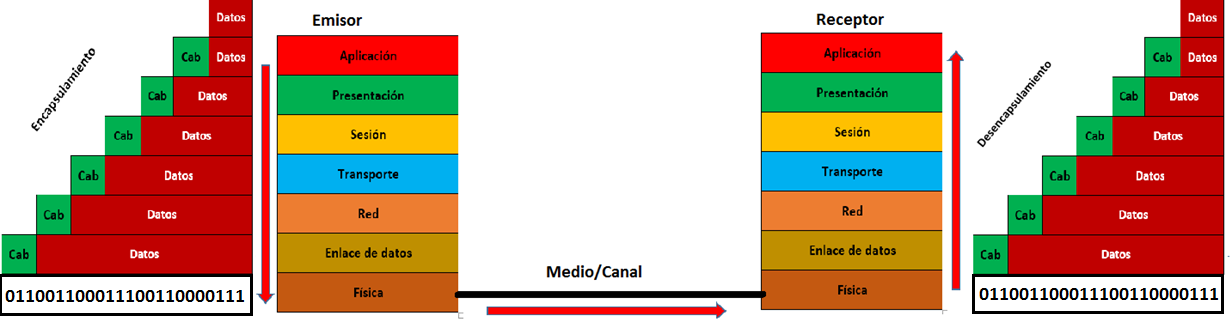 Encapsulamiento
Datos
Cab Datos
Cab Datos
Cab Datos
Cab Datos
Cab Datos
Cab Datos
011001100011100110000111
Emisor
Aplicación
Presentación
Sesión
Transporte
Red
Enlace de datos
Física
Medio/Canal
Receptor
Aplicación
Presentación
Sesión
Transporte
Red
Enlace de datos
Física
Desencapsulamiento
Datos
Cab Datos
Cab Datos
Cab Datos
Cab Datos
Cab Datos
Cab Datos
011001100011100110000111